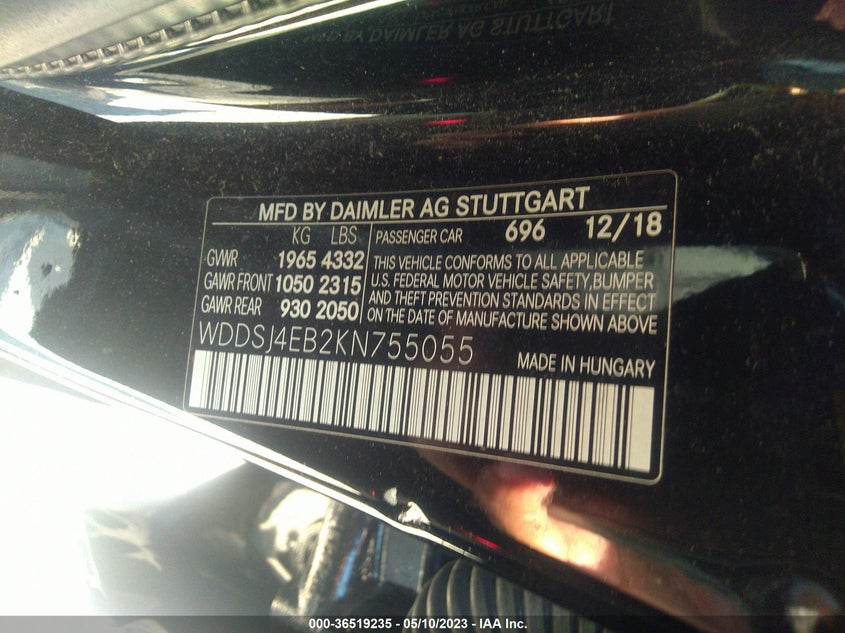 MFD BY DAIMLER AG STUTTGART
MFD BY DAIMLER AG STUTTGART
KG LBS
GVWR 1965 4332
GAWR FRONT 1050 2315
GAWR REAR 930 2050
PASSENGER CAR 696 12/18
THIS VEHICLE CONFORMS TO ALL APPLICABLE
U.S. FEDERAL MOTOR VEHICLE SAFETY,BUMPER
AND THEFT PREVENTION STANDARDS IN EFFECT
ON THE DATE OF MANUFACTURE SHOWN ABOVE
WDDSJ4EB2KN755055
MADE IN HUNGARY
000-36519235 - 05/10/2023 - IAA Inc.